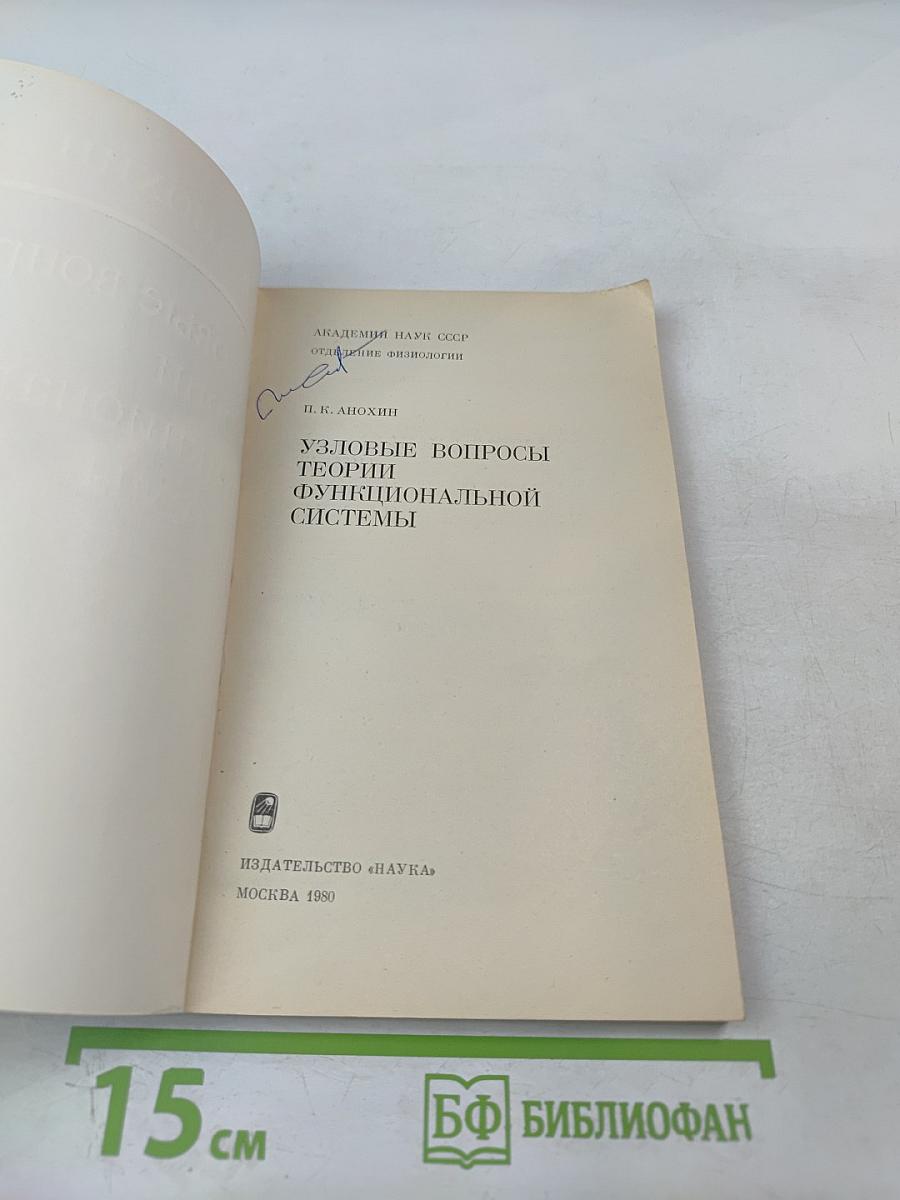 АКАДЕМИЯ НАУК СССР
ОТДЕЛЕНИЕ ФИЗИОЛОГИИ
П. К. АНОХИН
УЗЛОВЫЕ ВОПРОСЫ
ТЕОРИИ
ФУНКЦИОНАЛЬНОЙ
СИСТЕМЫ
ИЗДАТЕЛЬСТВО «НАУКА»
МОСКВА 1980
15 см
БФ БИБЛИОФАН